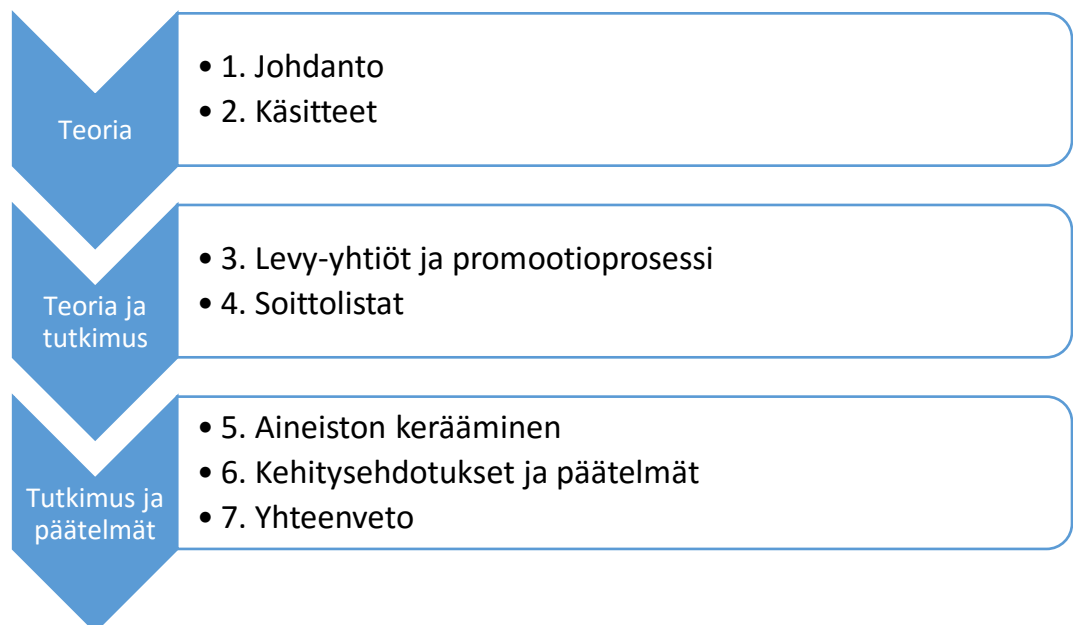 Teoria
• 1. Johdanto
• 2. Käsitteet
Teoria ja
tutkimus
• 3. Levy-yhtiöt ja promootioprosessi
• 4. Soittolistat
Tutkimus ja
päätelmät
• 5. Aineiston kerääminen
• 6. Kehitysehdotukset ja päätelmät
• 7. Yhteenveto